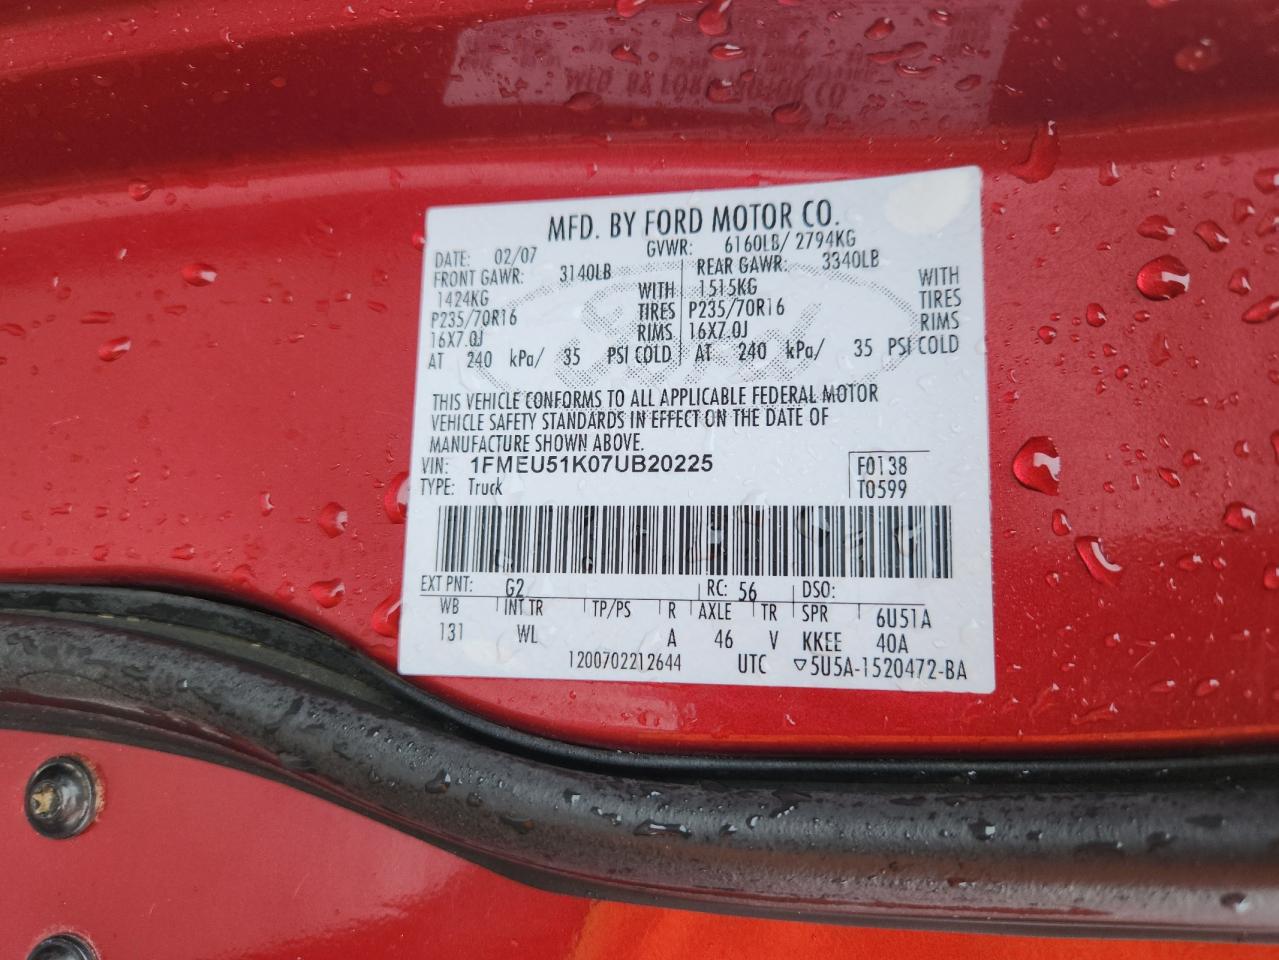 MFD. BY FORD MOTOR CO.
DATE: 02/07 GVWR: 6160LB/ 2794KG
FRONT GAWR: 3140LB REAR GAWR: 3340LB
1424KG WITH 1515KG WITH
P235/70R16 TIRES P235/70R16 TIRES
16X7.0J RIMS 16X7.0J RIMS
AT 240 kPa/ 35 PSI COLD AT 240 kPa/ 35 PSI COLD
THIS VEHICLE CONFORMS TO ALL APPLICABLE FEDERAL MOTOR
VEHICLE SAFETY STANDARDS IN EFFECT ON THE DATE OF
MANUFACTURE SHOWN ABOVE.
VIN: 1FMEU51K07UB20225 F0138
TYPE: Truck T0599
EXT PNT: G2 RC: 56 DSO:
WB INT TR TP/PS R AXLE TR SPR 6U51A
131 WL A 46 V KKEE 40A
1200702212644 UTC ▽5U5A-1520472-BA
Ford